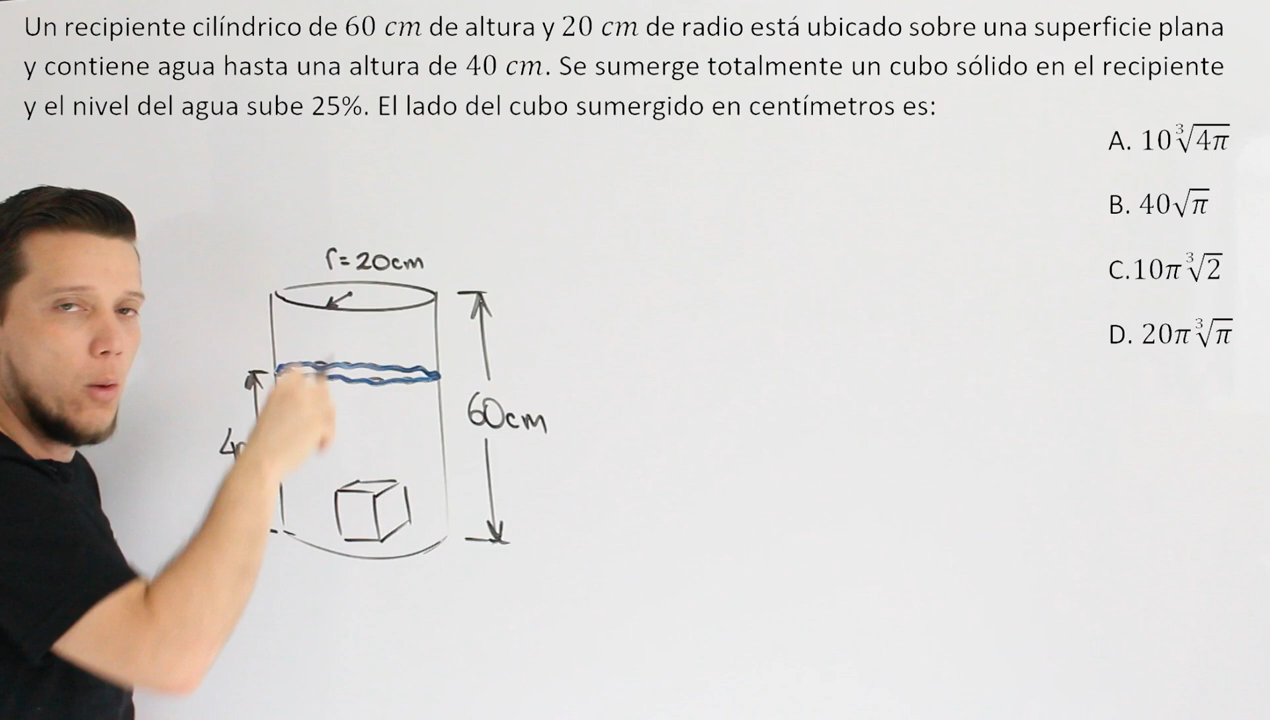 Un recipiente cilíndrico de 60 cm de altura y 20 cm de radio está ubicado sobre una superficie plana
y contiene agua hasta una altura de 40 cm. Se sumerge totalmente un cubo sólido en el recipiente
y el nivel del agua sube 25%. El lado del cubo sumergido en centímetros es:
A. 10∛4π
B. 40√π
C.10π∛2
D. 20π∛π
r=20cm
60cm